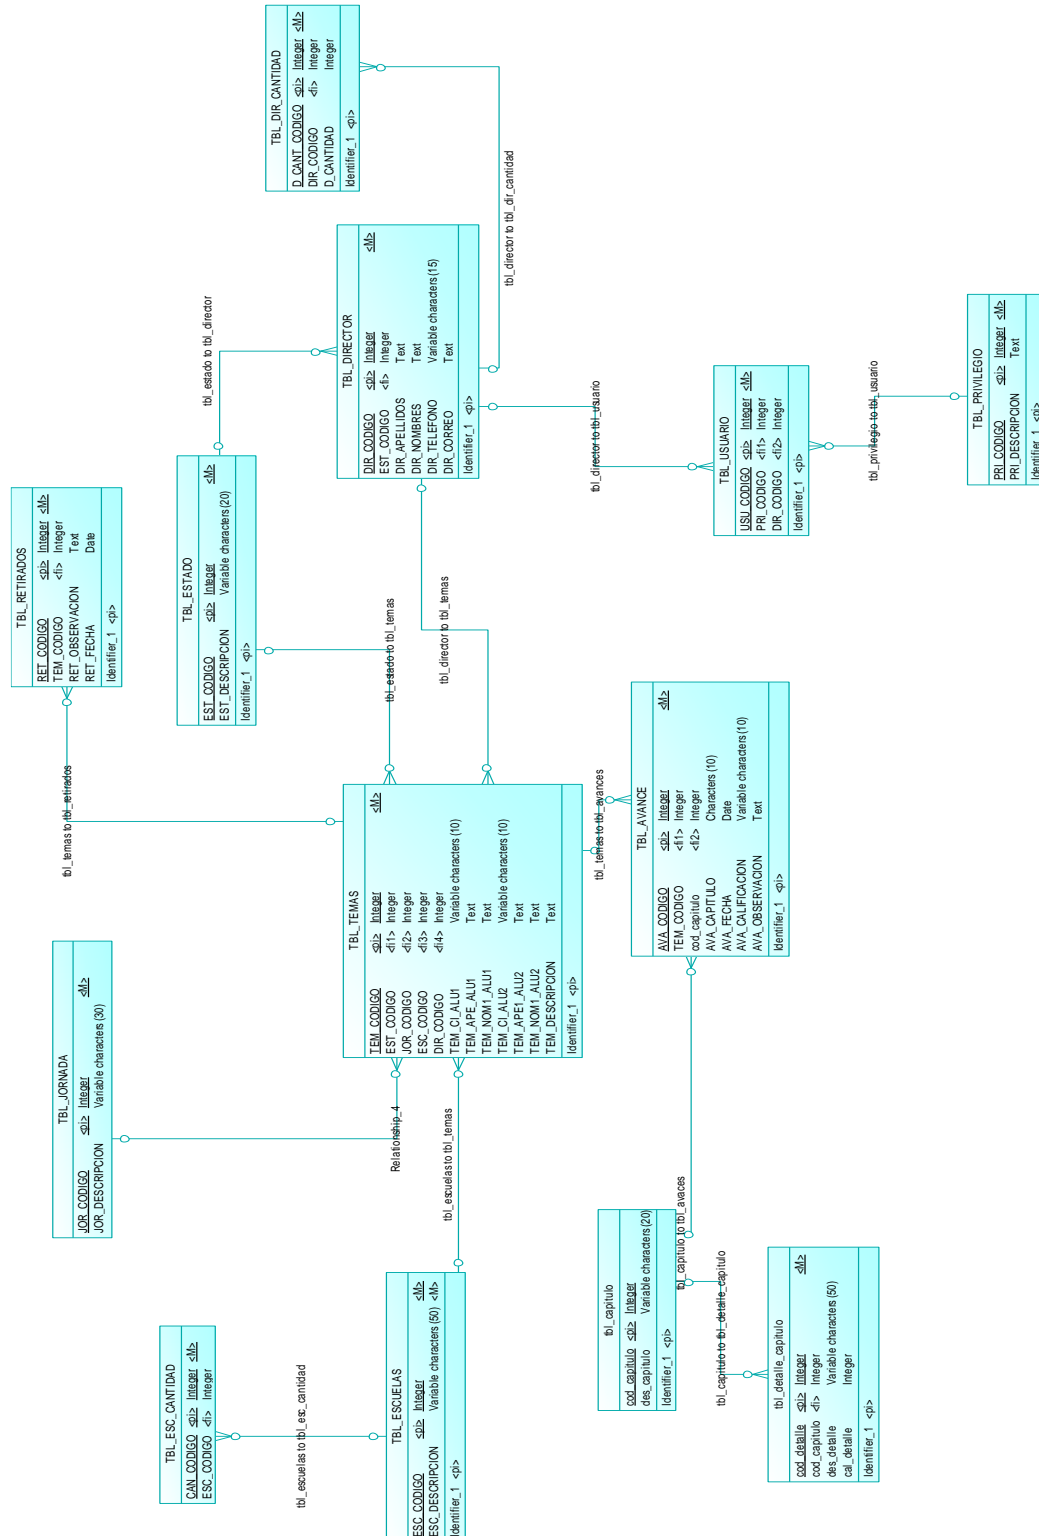 TBL_DIR_CANTIDAD
D_CANT_CODIGO <pi> Integer <M>
DIR_CODIGO <fi> Integer
D_CANTIDAD Integer
Identifier_1 <pi>
tbl_director to tbl_dir_cantidad
TBL_DIRECTOR
DIR_CODIGO <pi> Integer <M>
EST_CODIGO <fi> Integer
DIR_APELLIDOS Text
DIR_NOMBRES Text
DIR_TELEFONO Variable characters (15)
DIR_CORREO Text
Identifier_1 <pi>
tbl_estado to tbl_director
TBL_RETIRADOS
RET_CODIGO <pi> Integer <M>
TEM_CODIGO <fi> Integer
RET_OBSERVACION Text
RET_FECHA Date
Identifier_1 <pi>
TBL_ESTADO
EST_CODIGO <pi> Integer <M>
EST_DESCRIPCION Variable characters (20)
Identifier_1 <pi>
tbl_director to tbl_usuario
TBL_USUARIO
USU_CODIGO <pi> Integer <M>
PRI_CODIGO <fi1> Integer
DIR_CODIGO <fi2> Integer
Identifier_1 <pi>
tbl_privilegio to tbl_usuario
TBL_PRIVILEGIO
PRI_CODIGO <pi> Integer <M>
PRI_DESCRIPCION Text
Identifier_1 <pi>
tbl_estado to tbl_temas
tbl_director to tbl_temas
tbl_temas to tbl_retirados
TBL_TEMAS
TEM_CODIGO <pi> Integer <M>
EST_CODIGO <fi1> Integer
JOR_CODIGO <fi2> Integer
ESC_CODIGO <fi3> Integer
DIR_CODIGO <fi4> Integer
TEM_CI_ALU1 Variable characters (10)
TEM_APE_ALU1 Text
TEM_NOM1_ALU1 Text
TEM_CI_ALU2 Variable characters (10)
TEM_APE1_ALU2 Text
TEM_NOM1_ALU2 Text
TEM_DESCRIPCION Text
Identifier_1 <pi>
tbl_temas to tbl_avances
TBL_AVANCE
AVA_CODIGO <pi> Integer <M>
TEM_CODIGO <fi1> Integer
cod_capitulo <fi2> Integer
AVA_CAPITULO Characters (10)
AVA_FECHA Date
AVA_CALIFICACION Variable characters (10)
AVA_OBSERVACION Text
Identifier_1 <pi>
TBL_JORNADA
JOR_CODIGO <pi> Integer <M>
JOR_DESCRIPCION Variable characters (30)
Relationship_4
tbl_escuelas to tbl_temas
tbl_capitulo to tbl_avaces
tbl_capitulo
cod_capitulo <pi> Integer
des_capitulo Variable characters (20)
Identifier_1 <pi>
tbl_capitulo to tbl_detalle_capitulo
tbl_detalle_capitulo
cod_detalle <pi> Integer <M>
cod_capitulo <fi> Integer
des_detalle Variable characters (50)
cal_detalle Integer
Identifier_1 <pi>
TBL_ESC_CANTIDAD
CAN_CODIGO <pi> Integer <M>
ESC_CODIGO <fi> Integer
tbl_escuelas to tbl_esc_cantidad
TBL_ESCUELAS
ESC_CODIGO <pi> Integer <M>
ESC_DESCRIPCION Variable characters (50) <M>
Identifier_1 <pi>